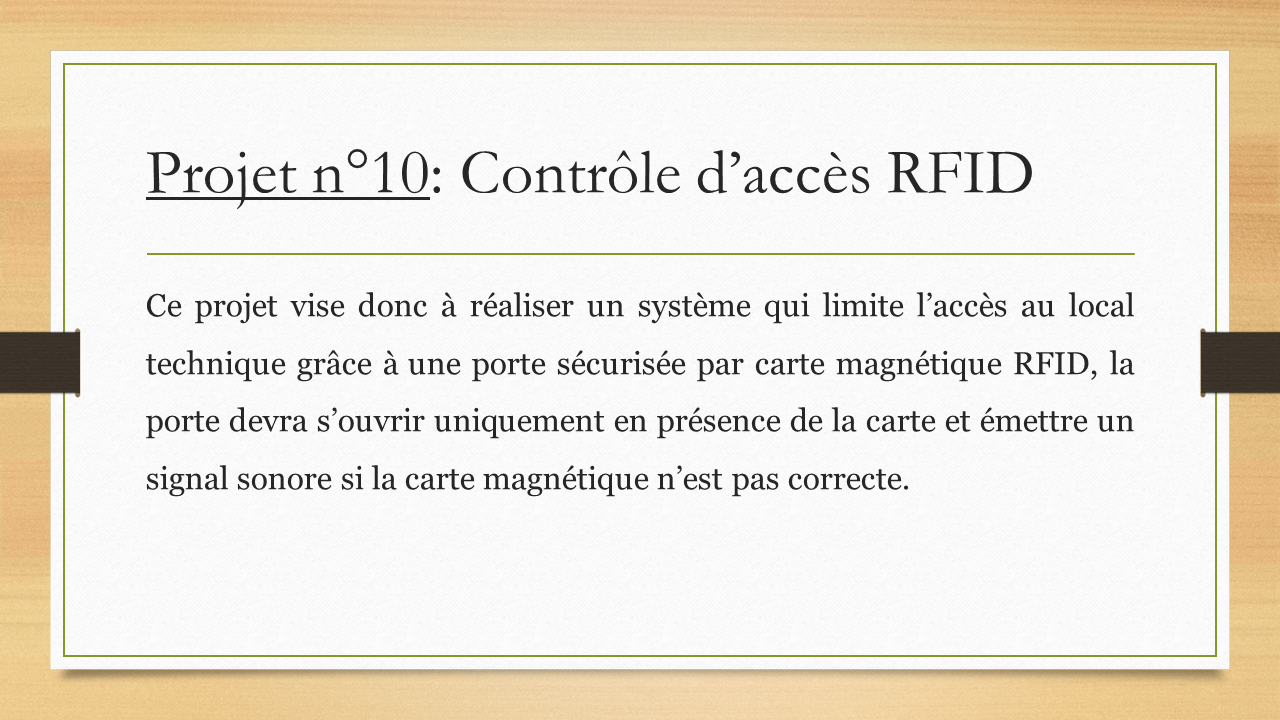 Projet n°10: Contrôle d’accès RFID
Ce projet vise donc à réaliser un système qui limite l’accès au local
technique grâce à une porte sécurisée par carte magnétique RFID, la
porte devra s’ouvrir uniquement en présence de la carte et émettre un
signal sonore si la carte magnétique n’est pas correcte.